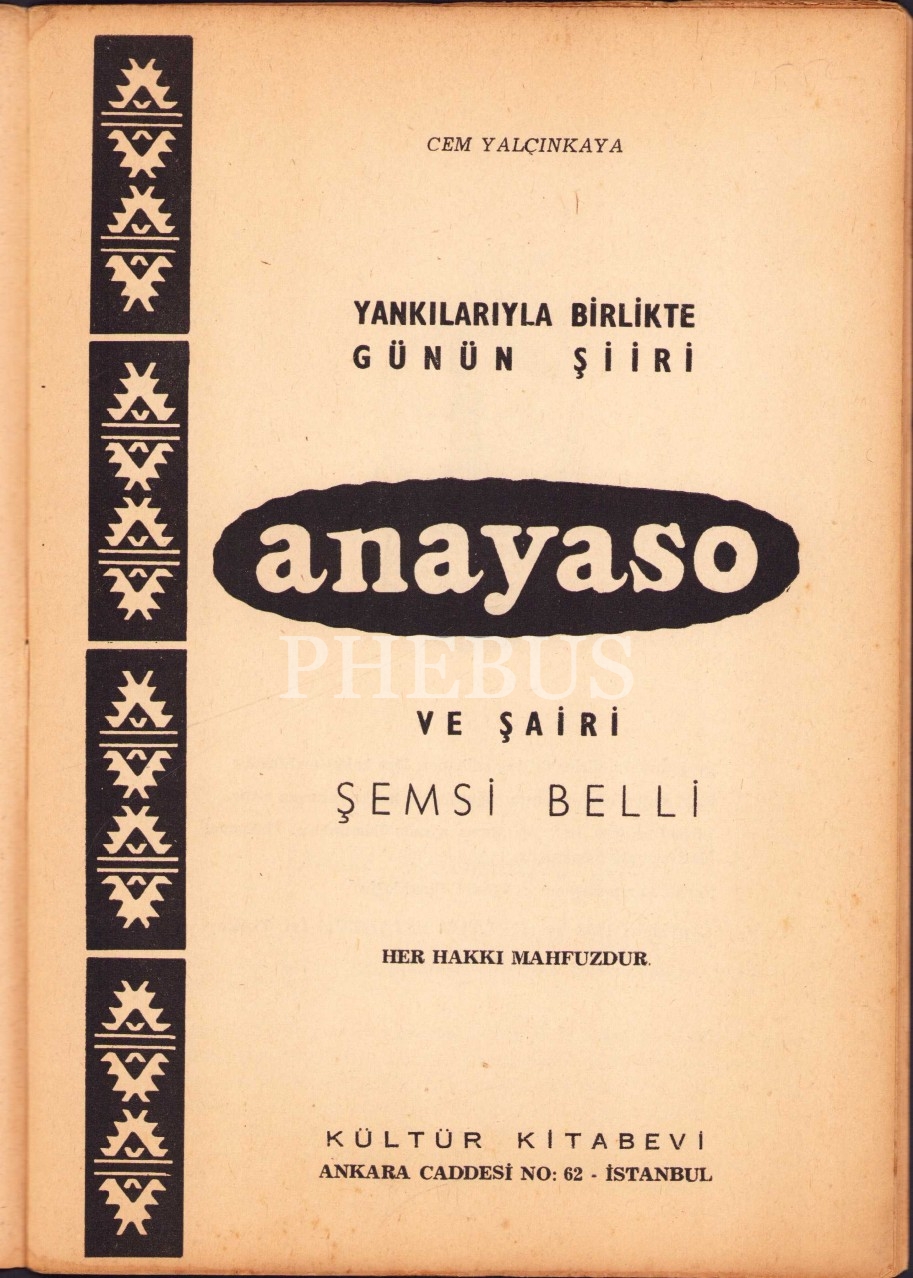 CEM YALÇINKAYA
YANKILARIYLA BİRLİKTE
GÜNÜN ŞİİRİ
anayaso
PHEBUS
VE ŞAİRİ
ŞEMSİ BELLİ
HER HAKKI MAHFUZDUR.
KÜLTÜR KİTABEVİ
ANKARA CADDESİ NO: 62 - İSTANBUL